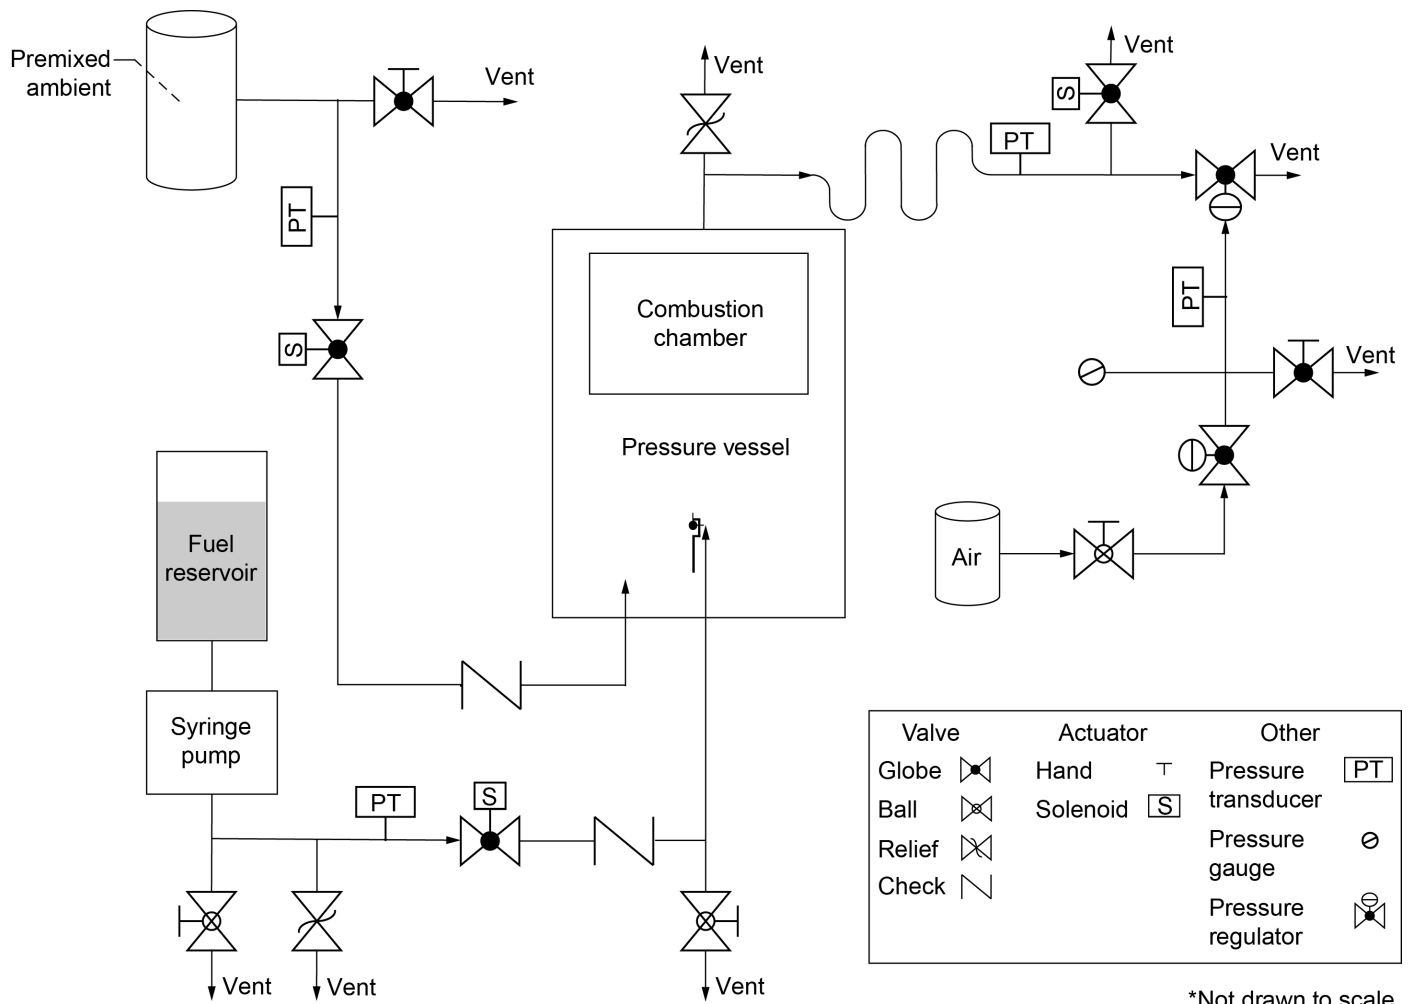 Premixed
ambient
Vent
PT
S
Vent
Vent
S
PT
Vent
PT
Vent
Combustion
chamber
Pressure vessel
Air
Fuel
reservoir
Syringe
pump
PT
S
Vent
Vent
Vent
Valve
Globe
Ball
Relief
Check
Actuator
Hand
Solenoid
S
Other
Pressure
transducer
PT
Pressure
gauge
Pressure
regulator
*Not drawn to scale